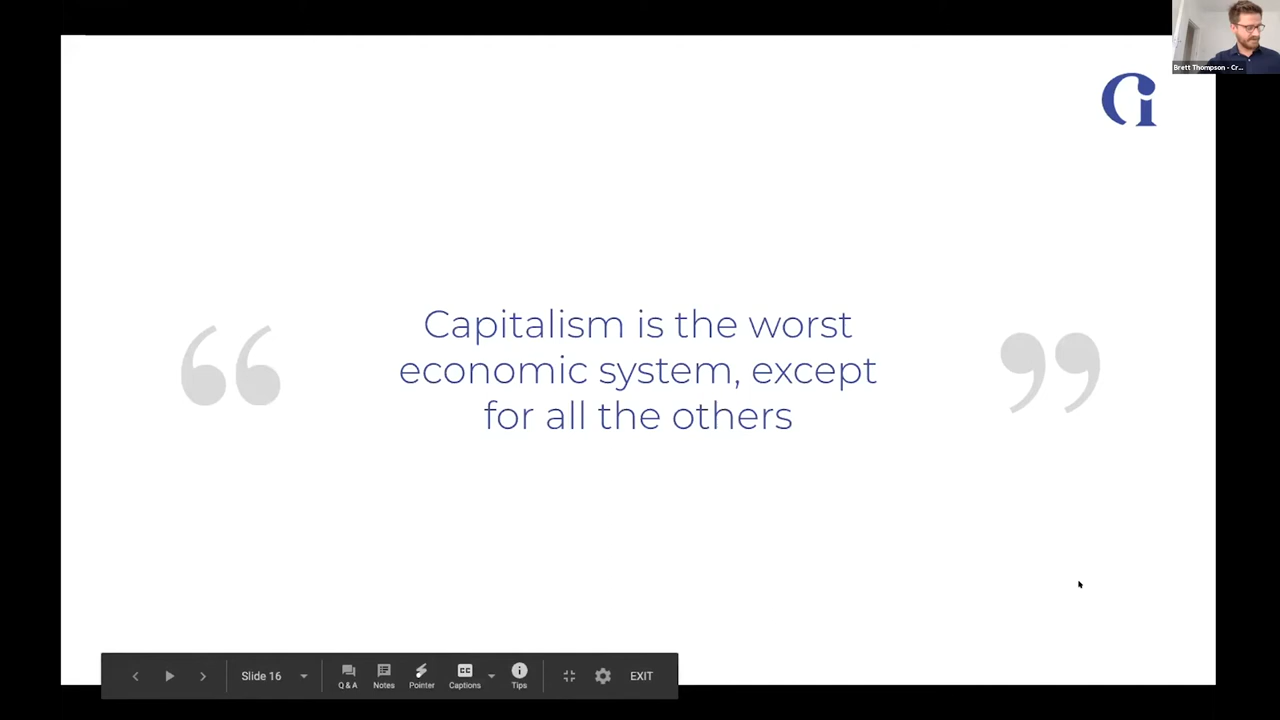 Brett Thompson - Cr...
“ Capitalism is the worst ”
economic system, except
for all the others
Slide 16
Q & A
Notes
Pointer
CC
Captions
Tips
EXIT